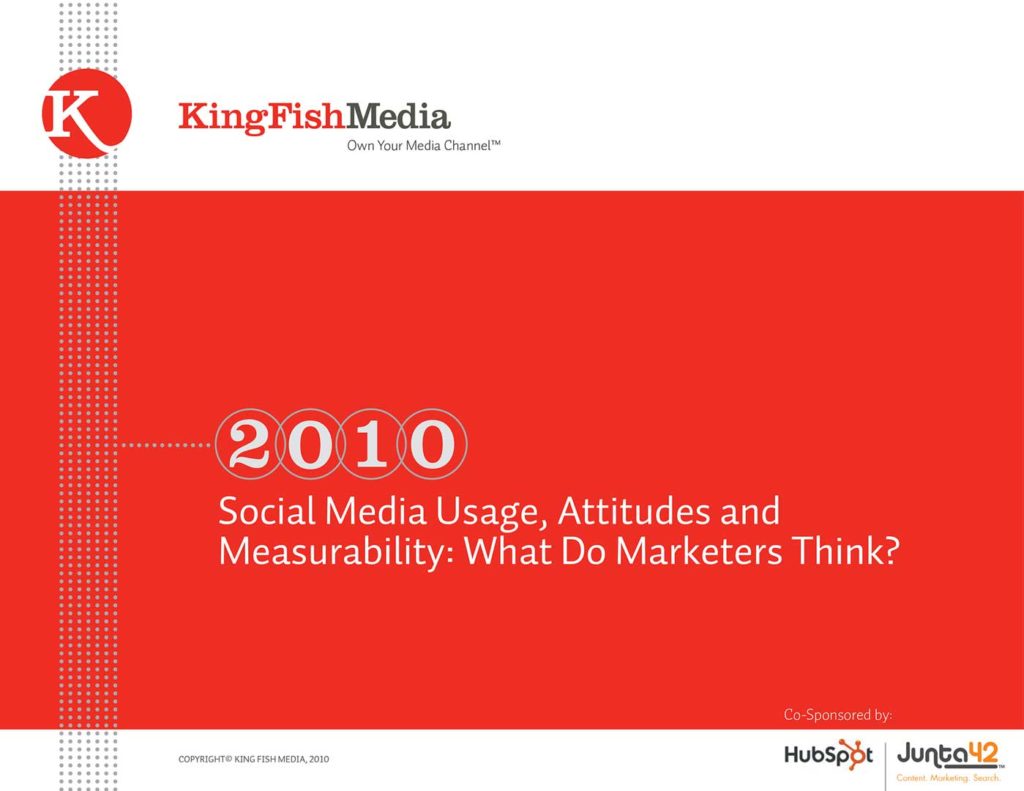 K
KingFishMedia
Own Your Media Channel™
2010
Social Media Usage, Attitudes and
Measurability: What Do Marketers Think?
Co-Sponsored by:
COPYRIGHT© KING FISH MEDIA, 2010
HubSpot
Junta42™
Content. Marketing. Search.